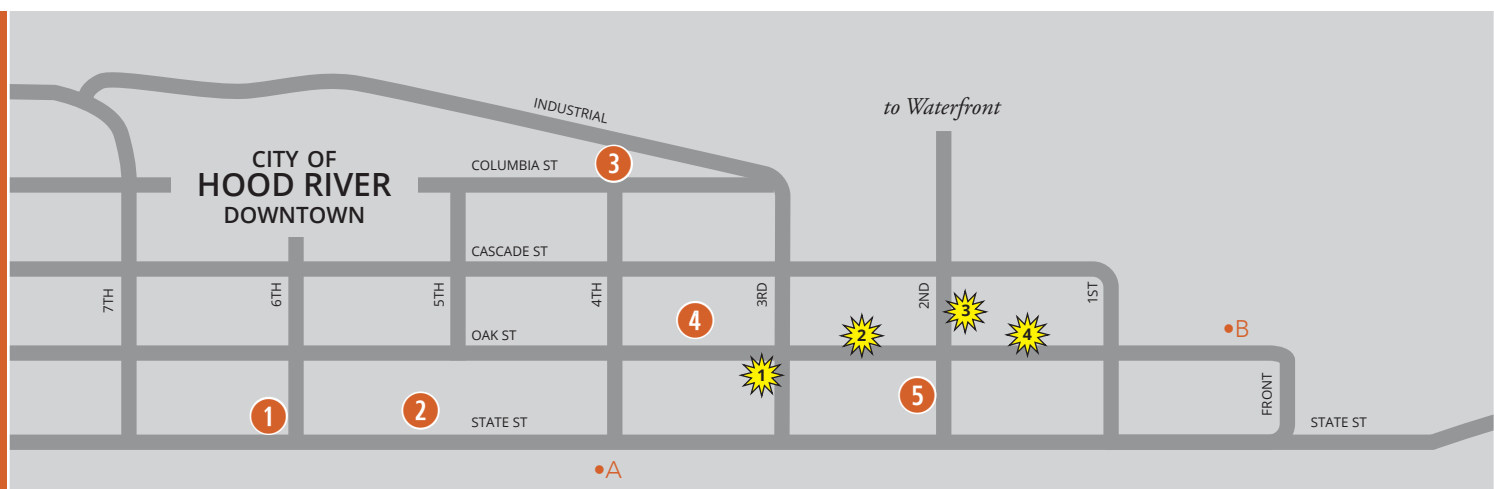 INDUSTRIAL
to Waterfront
CITY OF
HOOD RIVER
DOWNTOWN
COLUMBIA ST
3
CASCADE ST
7TH
6TH
5TH
4TH
3RD
2ND
1ST
4
3
2
4
OAK ST
B
1
FRONT
1
2
5
STATE ST
STATE ST
A